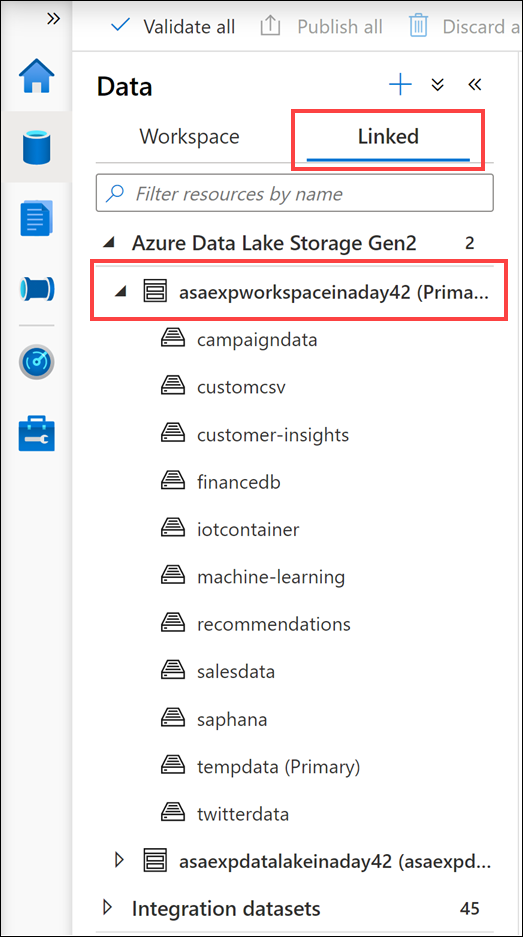 Validate all Publish all Discard a
Data
Workspace Linked
Filter resources by name
Azure Data Lake Storage Gen2 2
asaexpworkspaceinaday42 (Prima...
campaigndata
customcsv
customer-insights
financedb
iotcontainer
machine-learning
recommendations
salesdata
saphana
tempdata (Primary)
twitterdata
asaexpdatalakeinaday42 (asaexpd...
Integration datasets 45